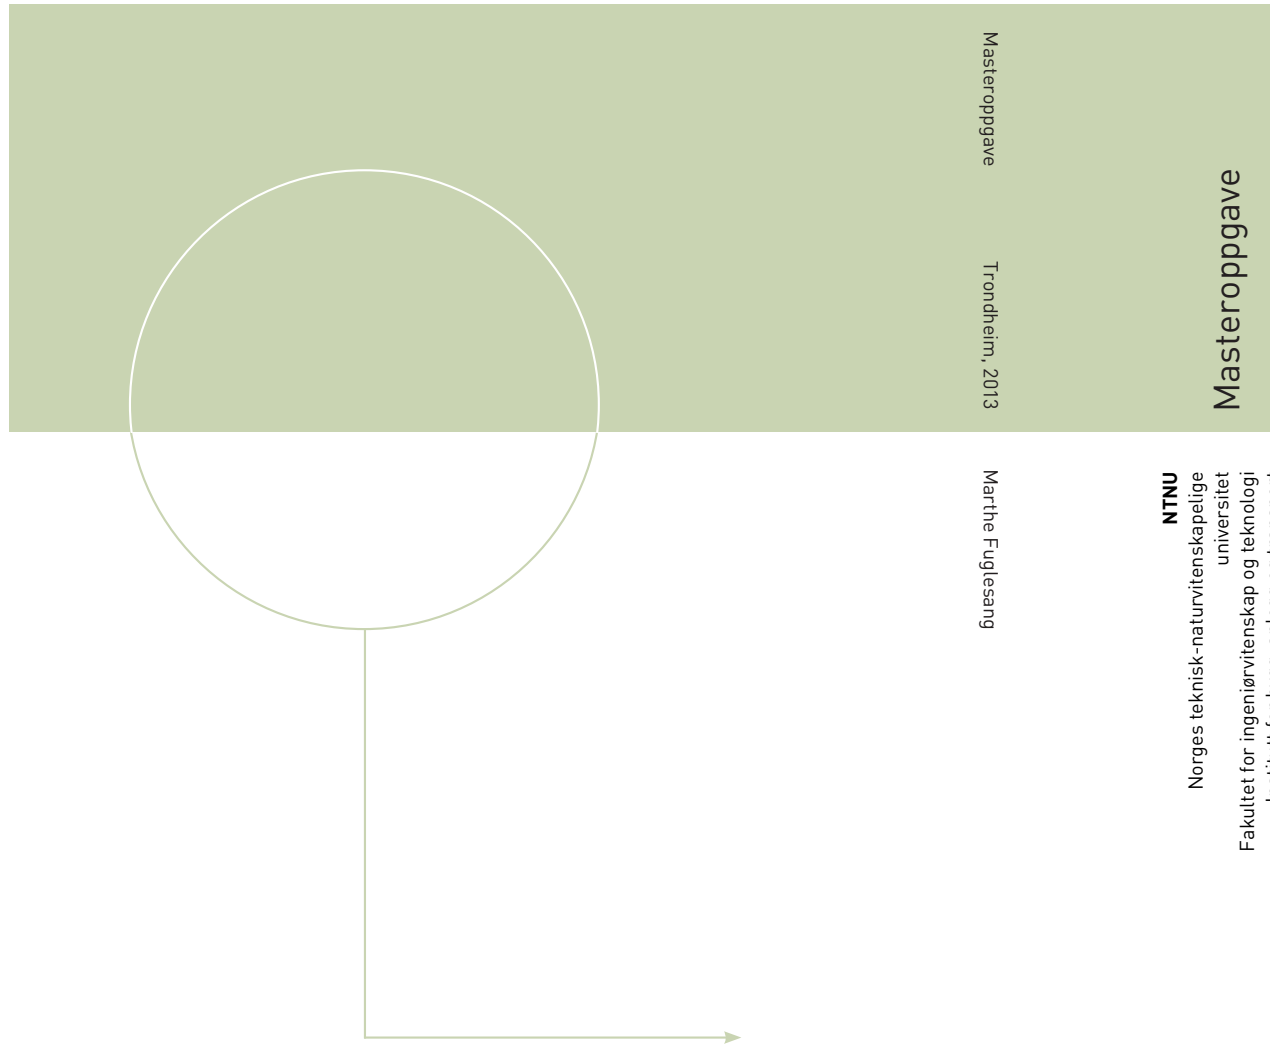 Masteroppgave
Trondheim, 2013
Marthe Fuglesang
Masteroppgave
NTNU
Norges teknisk-naturvitenskapelige
universitet
Fakultet for ingeniørvitenskap og teknologi